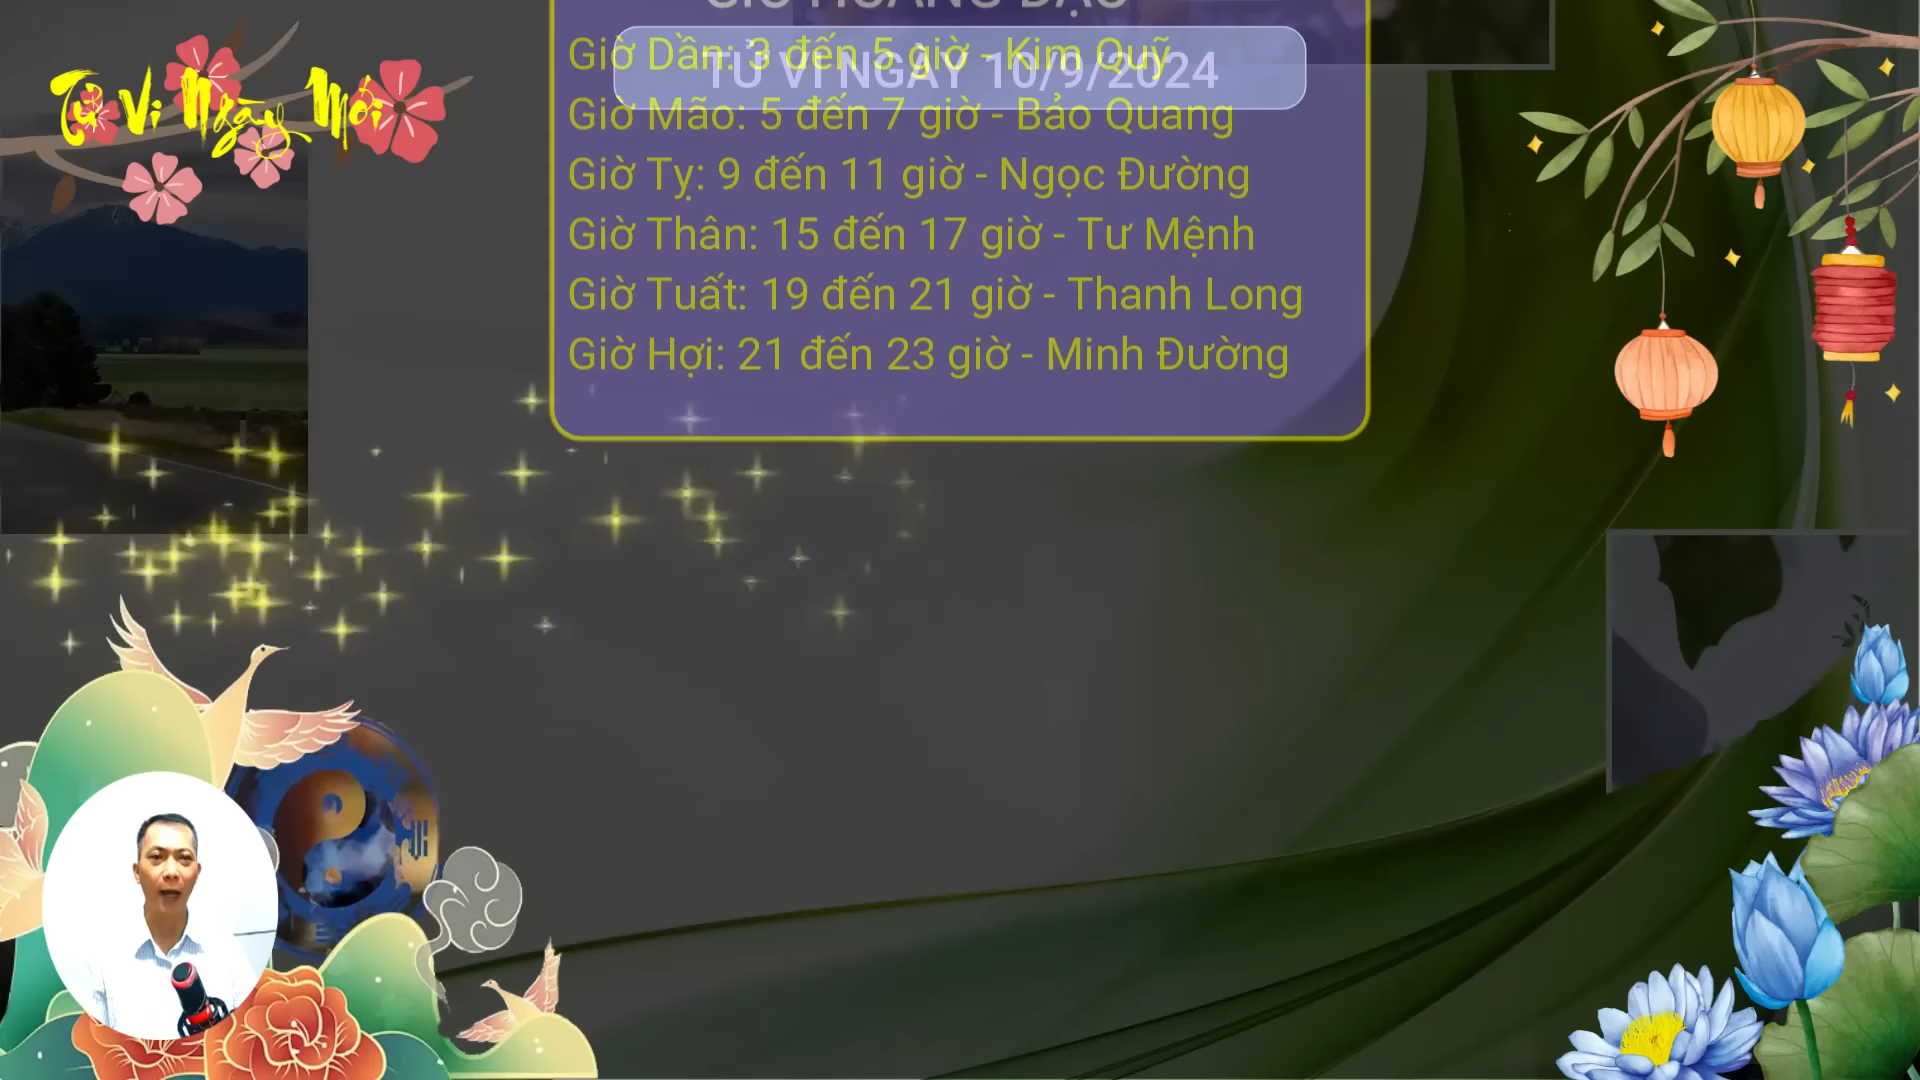 Tử Vi Ngày Mới
GIỜ HOÀNG ĐẠO
TỬ VI NGÀY 10/9/2024
Giờ Dần: 3 đến 5 giờ - Kim Quỹ
Giờ Mão: 5 đến 7 giờ - Bảo Quang
Giờ Tỵ: 9 đến 11 giờ - Ngọc Đường
Giờ Thân: 15 đến 17 giờ - Tư Mệnh
Giờ Tuất: 19 đến 21 giờ - Thanh Long
Giờ Hợi: 21 đến 23 giờ - Minh Đường